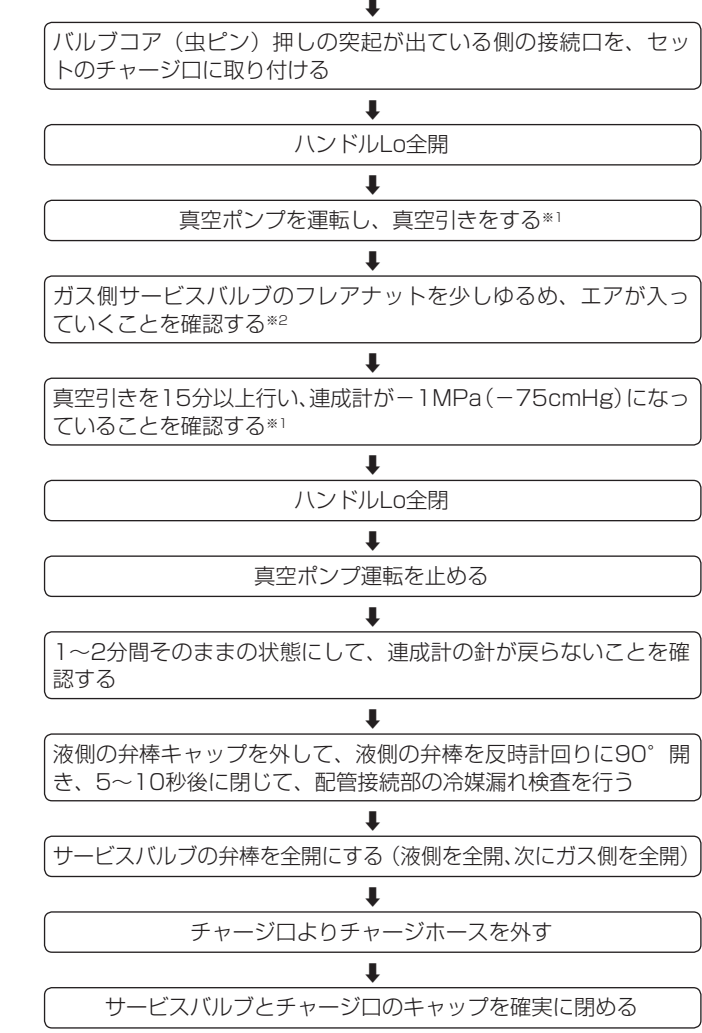 バルブコア（虫ピン）押しの突起が出ている側の接続口を、セッ
トのチャージ口に取り付ける
ハンドルLo全開
真空ポンプを運転し、真空引きをする※1
ガス側サービスバルブのフレアナットを少しゆるめ、エアが入っ
ていくことを確認する※2
真空引きを15分以上行い、連成計が－1MPa（－75cmHg）になっ
ていることを確認する※1
ハンドルLo全閉
真空ポンプ運転を止める
1～2分間そのままの状態にして、連成計の針が戻らないことを確
認する
液側の弁棒キャップを外して、液側の弁棒を反時計回りに90°開
き、5～10秒後に閉じて、配管接続部の冷媒漏れ検査を行う
サービスバルブの弁棒を全開にする（液側を全開、次にガス側を全開）
チャージ口よりチャージホースを外す
サービスバルブとチャージ口のキャップを確実に閉める